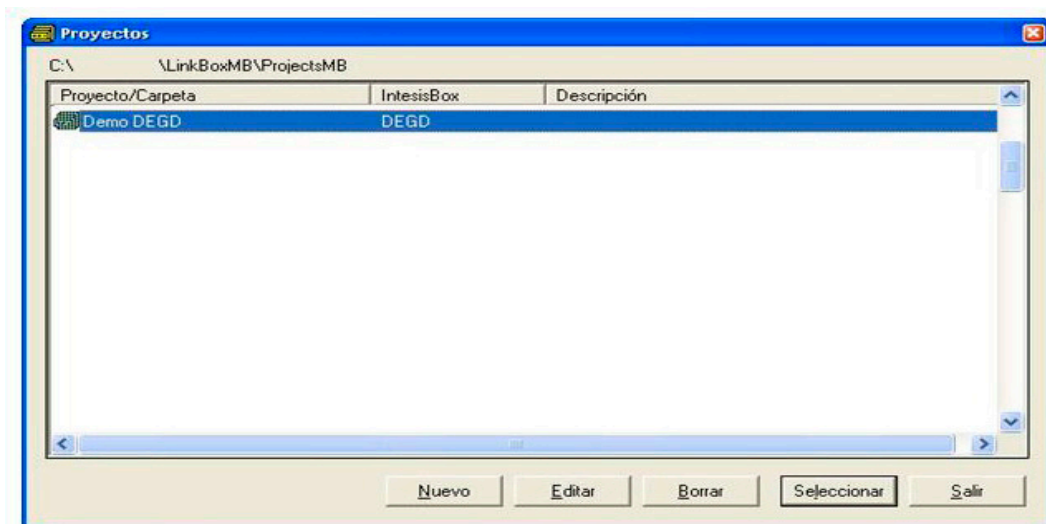 Proyectos
C:\ \LinkBoxMB\ProjectsMB
Proyecto/Carpeta IntesisBox Descripción
Demo DEGD DEGD
Nuevo Editar Borrar Seleccionar Salir